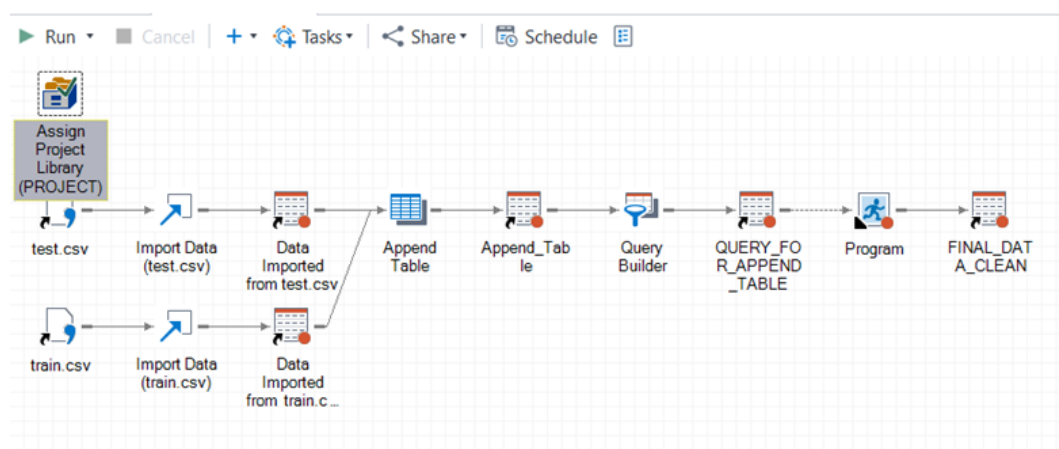 Run Cancel Tasks Share Schedule
Assign
Project
Library
(PROJECT)
test.csv
Import Data
(test.csv)
Data
Imported
from test.csv
Append
Table
Append_Tab
le
Query
Builder
QUERY_FO
R_APPEND
_TABLE
Program
FINAL_DAT
A_CLEAN
train.csv
Import Data
(train.csv)
Data
Imported
from train.c...